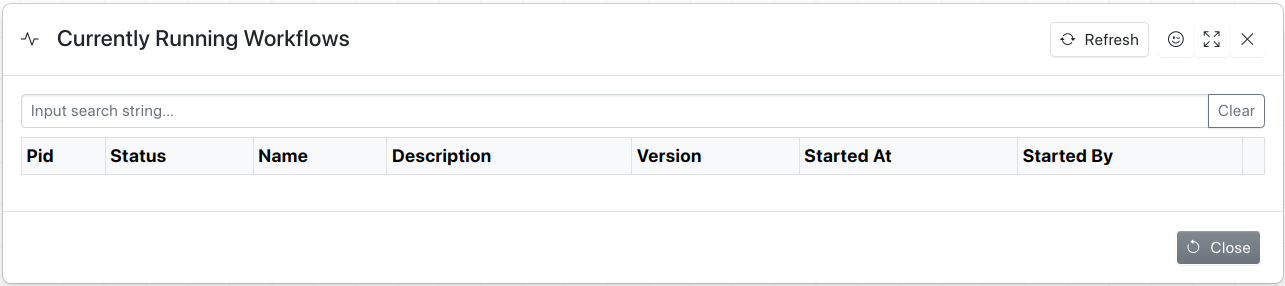 Currently Running Workflows
Refresh
Input search string...
Clear
Pid Status Name Description Version Started At Started By
Close